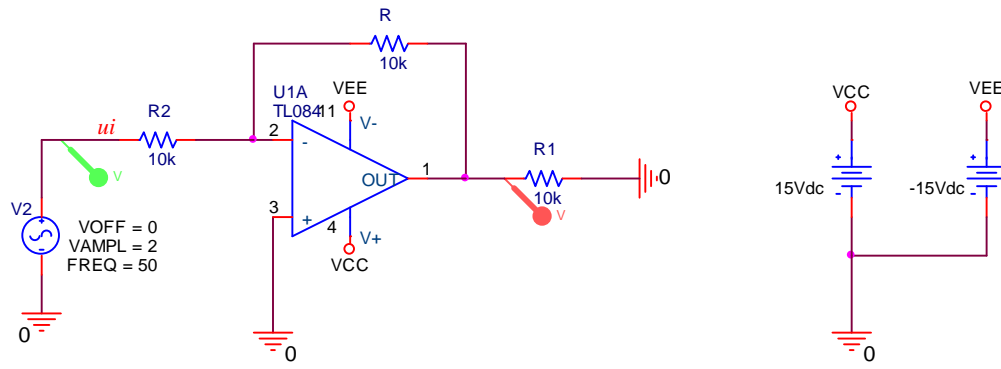 R
10k
U1A
TL084
11
VEE
V-
R2
ui
10k
2
-
V
OUT
1
R1
10k
0
V
3
+
4
V+
VCC
V2
+
-
VOFF = 0
VAMPL = 2
FREQ = 50
0
0
VCC
VEE
+
15Vdc
-
+
-15Vdc
-
0